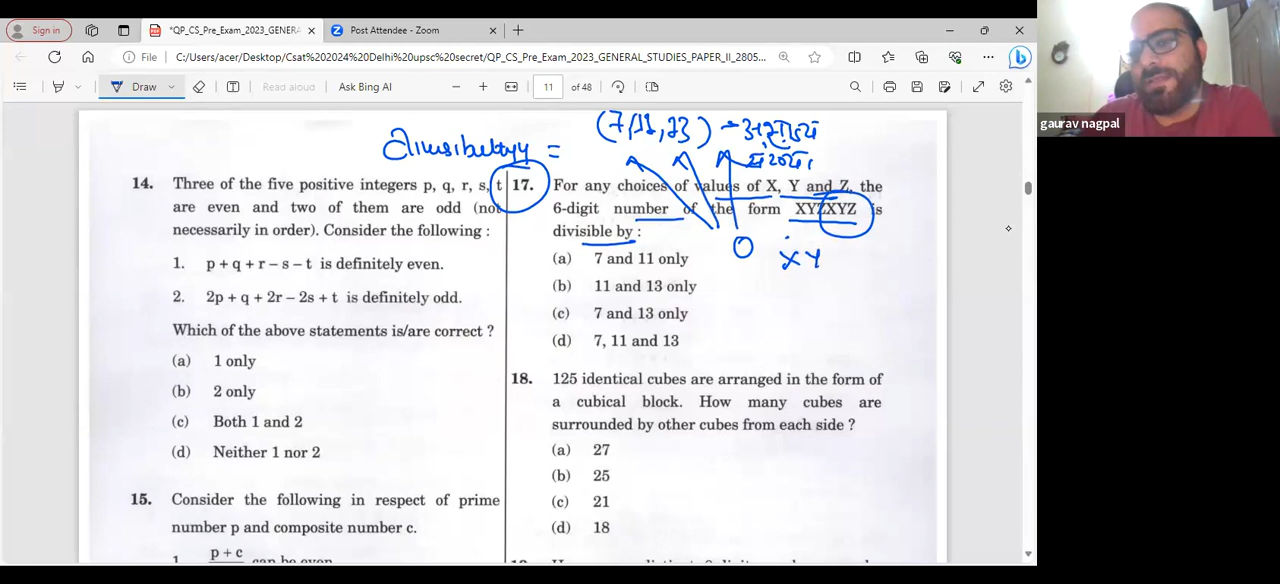 Sign in
*QP_CS_Pre_Exam_2023_GENERA
Post Attendee - Zoom
File
C:/Users/acer/Desktop/Csat%202024%20Delhi%20upsc%20secret/QP_CS_Pre_Exam_2023_GENERAL_STUDIES_PAPER_II_2805...
Draw
Read aloud
Ask Bing AI
11
of 48
gaurav nagpal
14. Three of the five positive integers p, q, r, s, t
are even and two of them are odd (not
necessarily in order). Consider the following :
1. p + q + r – s – t is definitely even.
2. 2p + q + 2r – 2s + t is definitely odd.
Which of the above statements is/are correct ?
(a) 1 only
(b) 2 only
(c) Both 1 and 2
(d) Neither 1 nor 2
15. Consider the following in respect of prime
number p and composite number c.
1. p + c can be even
17. For any choices of values of X, Y and Z, the
6-digit number of the form XYZXYZ is
divisible by :
O
X Y
(a) 7 and 11 only
(b) 11 and 13 only
(c) 7 and 13 only
(d) 7, 11 and 13
18. 125 identical cubes are arranged in the form of
a cubical block. How many cubes are
surrounded by other cubes from each side ?
(a) 27
(b) 25
(c) 21
(d) 18